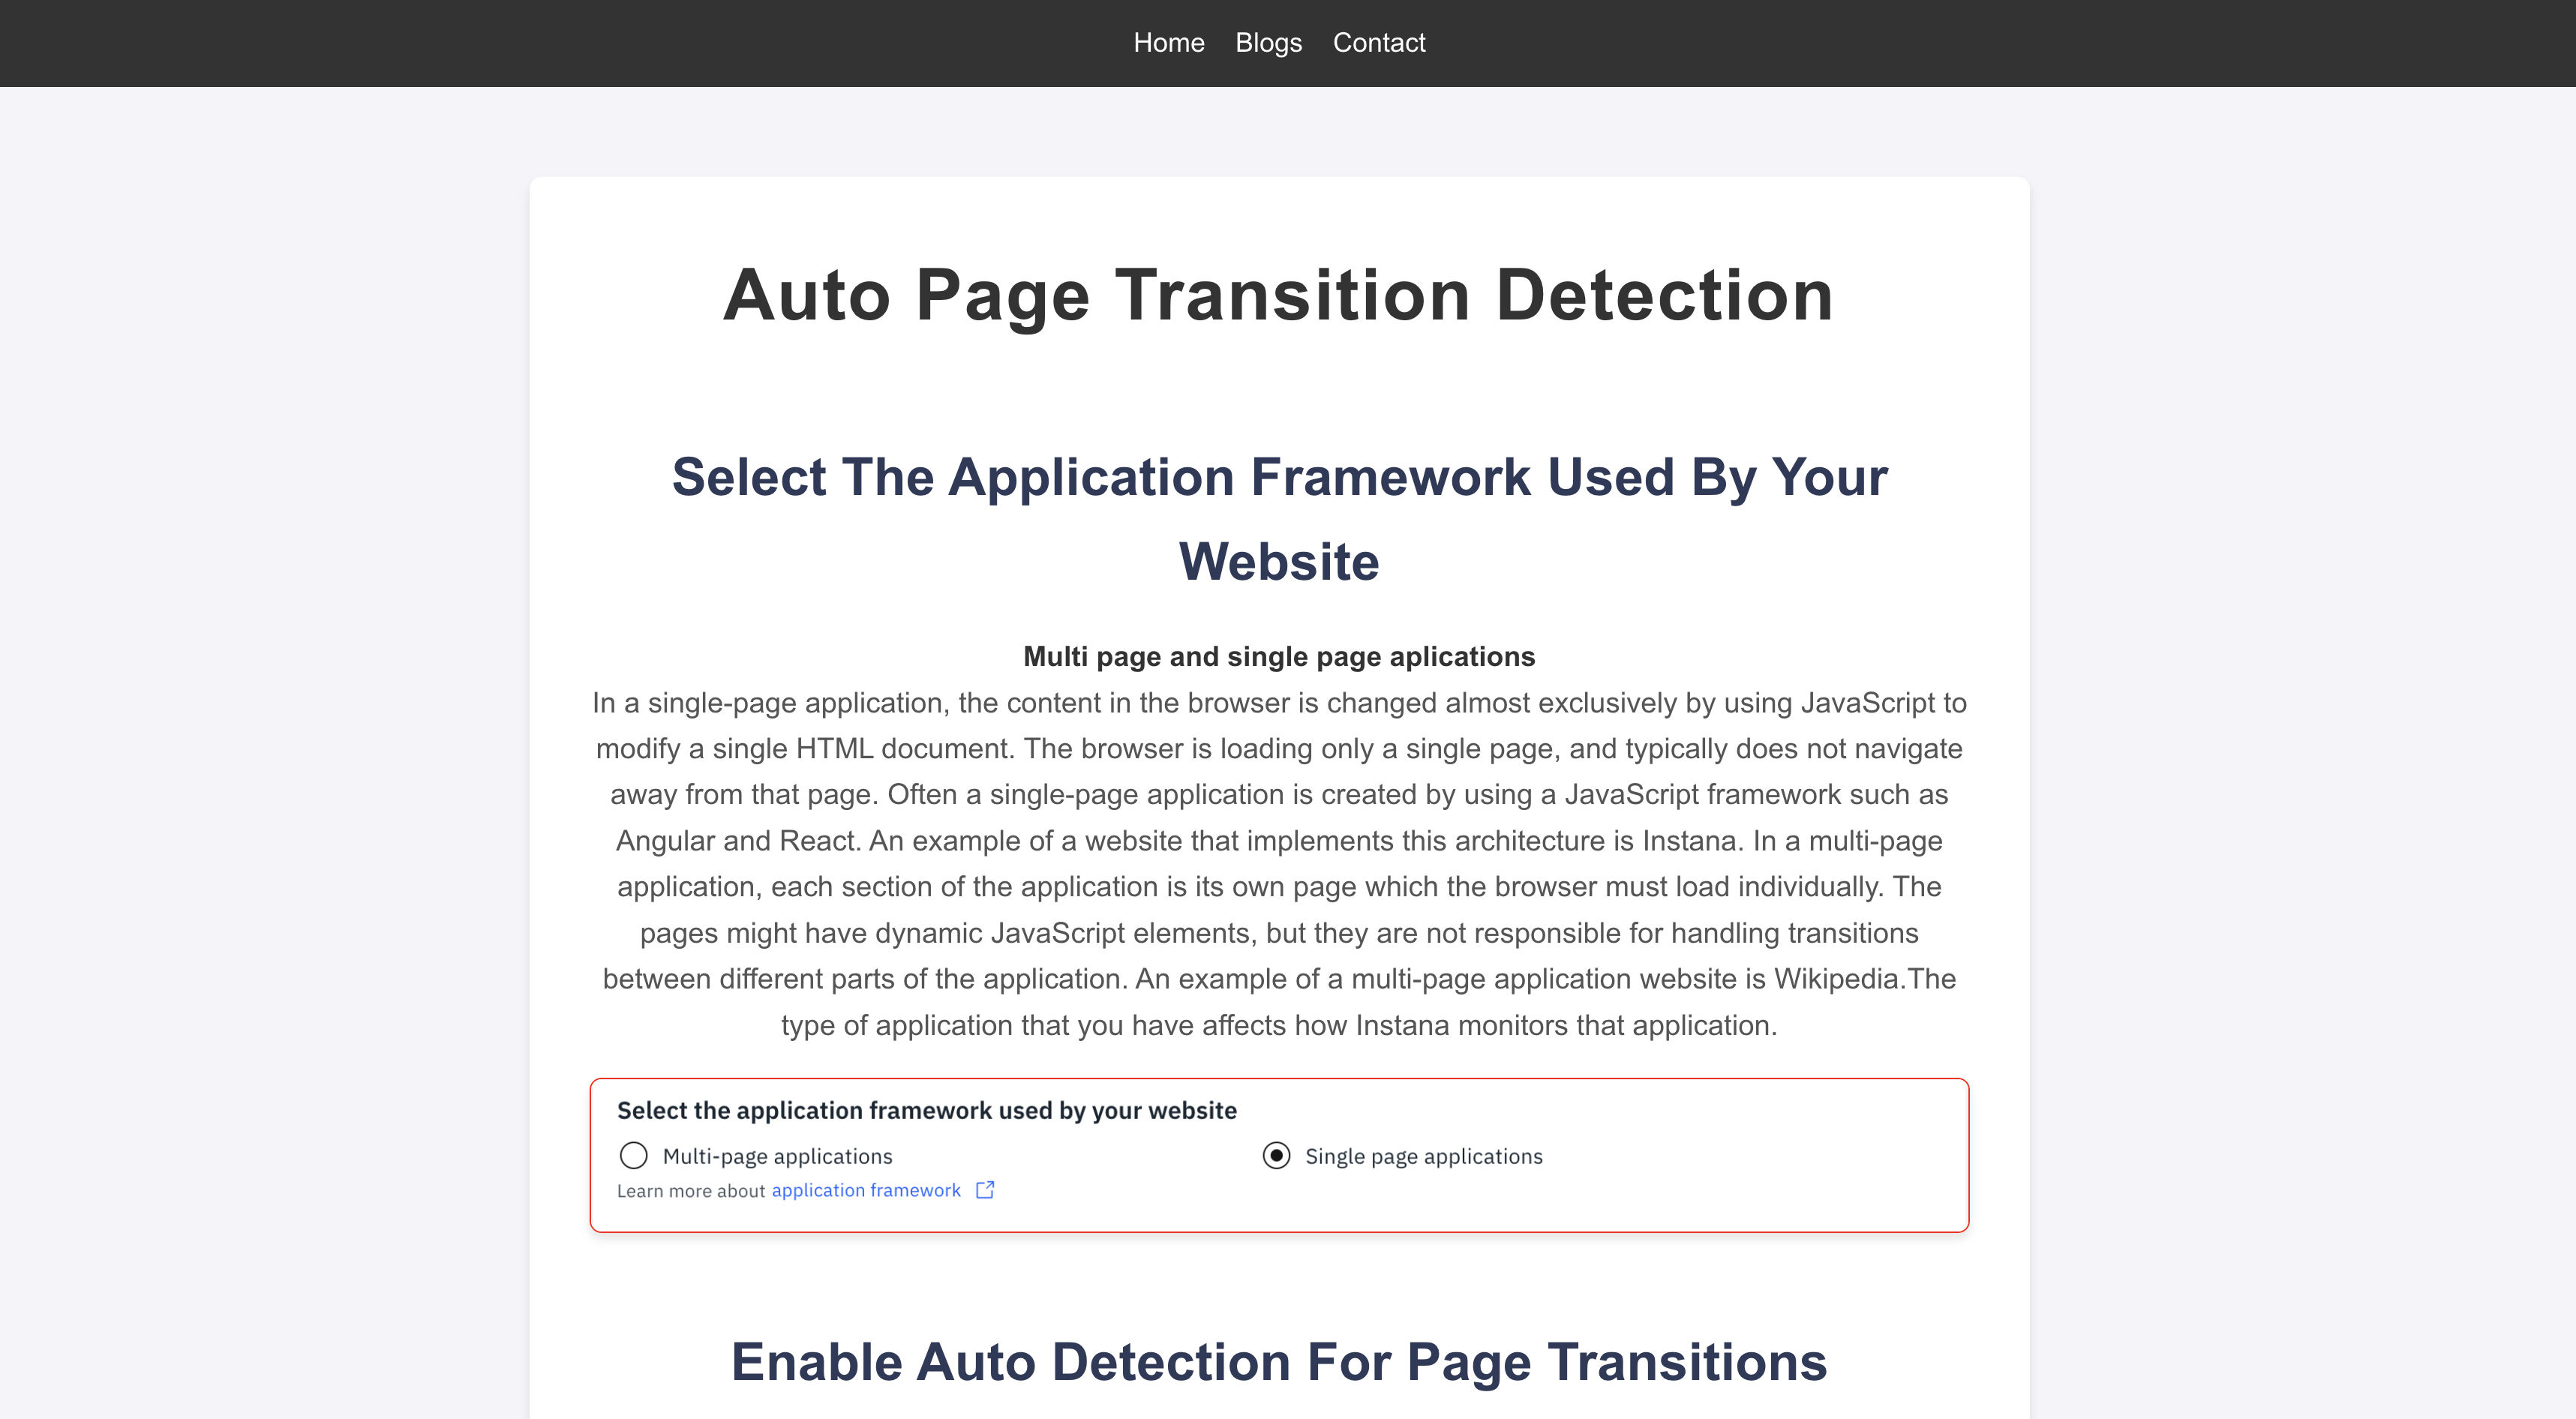 Home Blogs Contact
Auto Page Transition Detection
Select The Application Framework Used By Your
Website
Multi page and single page aplications
In a single-page application, the content in the browser is changed almost exclusively by using JavaScript to
modify a single HTML document. The browser is loading only a single page, and typically does not navigate
away from that page. Often a single-page application is created by using a JavaScript framework such as
Angular and React. An example of a website that implements this architecture is Instana. In a multi-page
application, each section of the application is its own page which the browser must load individually. The
pages might have dynamic JavaScript elements, but they are not responsible for handling transitions
between different parts of the application. An example of a multi-page application website is Wikipedia.The
type of application that you have affects how Instana monitors that application.
Select the application framework used by your website
Multi-page applications Single page applications
Learn more about application framework
Enable Auto Detection For Page Transitions